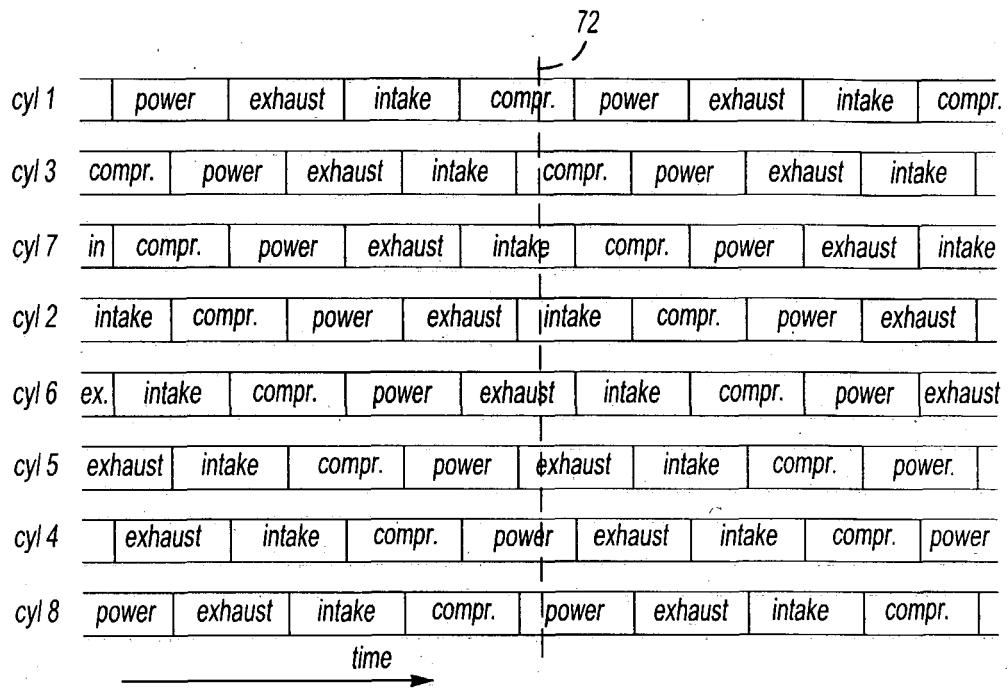 72
cyl 1 power exhaust intake compr. power exhaust intake compr.
cyl 3 compr. power exhaust intake compr. power exhaust intake
cyl 7 in compr. power exhaust intake compr. power exhaust intake
cyl 2 intake compr. power exhaust intake compr. power exhaust
cyl 6 ex. intake compr. power exhaust intake compr. power exhaust
cyl 5 exhaust intake compr. power exhaust intake compr. power.
cyl 4 exhaust intake compr. power exhaust intake compr. power
cyl 8 power exhaust intake compr. power exhaust intake compr.
time